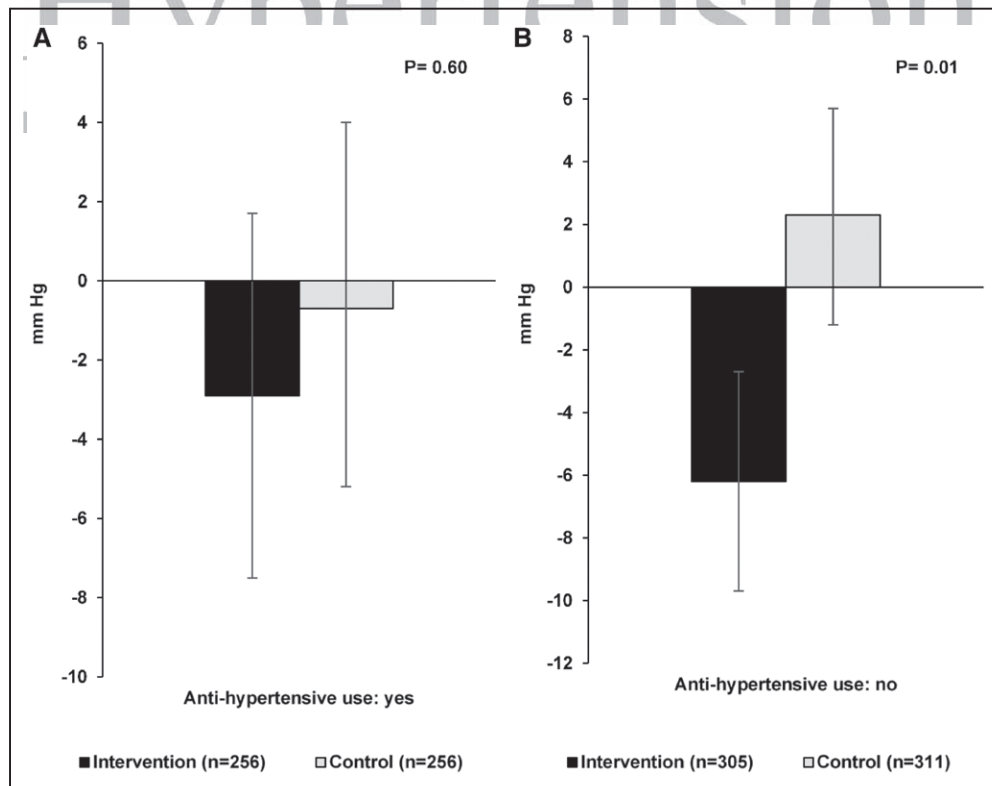 Hypertension
A
P= 0.60
6
4
2
0
-2
-4
-6
-8
-10
mm Hg
Anti-hypertensive use: yes
Intervention (n=256) Control (n=256)
B
P= 0.01
8
6
4
2
0
-2
-4
-6
-8
-10
-12
mm Hg
Anti-hypertensive use: no
Intervention (n=305) Control (n=311)